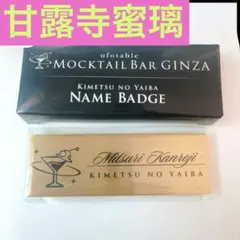 甘露寺蜜璃
ufotable
MOCKTAIL BAR GINZA
KIMETSU NO YAIBA
NAME BADGE
Mitsuri Kanroji
KIMETSU NO YAIBA